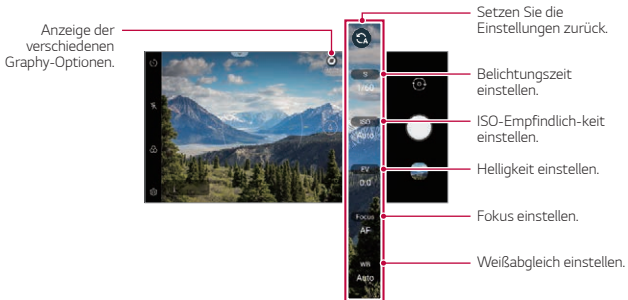 Anzeige der
verschiedenen
Graphy-Optionen.
Setzen Sie die
Einstellungen zurück.
A
S
1/50
Belichtungszeit
einstellen.
ISO
Auto
ISO-Empfindlich-keit
einstellen.
EV
0.0
Helligkeit einstellen.
Focus
AF
Fokus einstellen.
WB
Auto
Weißabgleich einstellen.